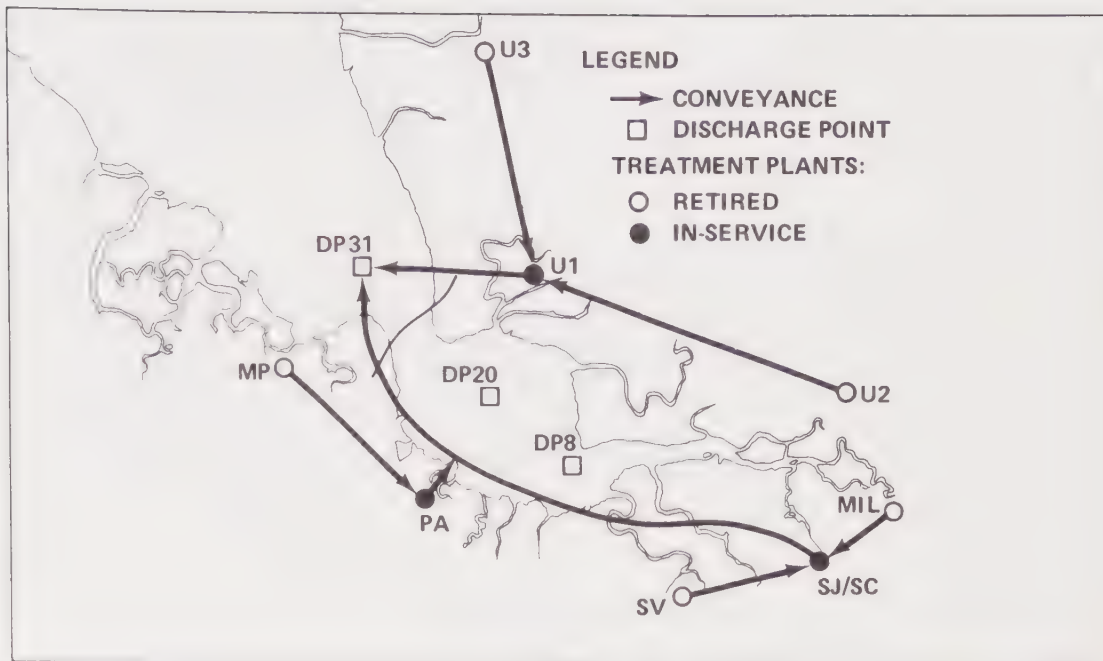 U3
LEGEND
CONVEYANCE
DISCHARGE POINT
TREATMENT PLANTS:
RETIRED
IN-SERVICE
DP31
U1
MP
DP20
U2
DP8
MIL
PA
SJ/SC
SV